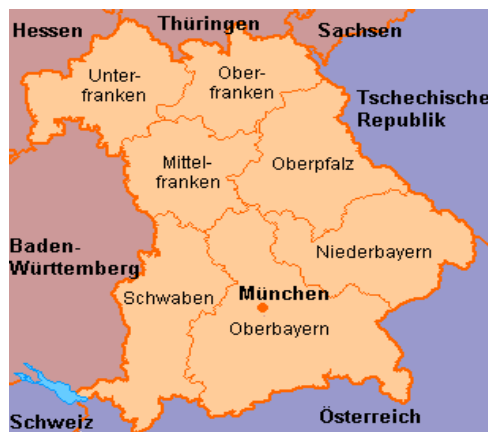 Hessen
Thüringen
Sachsen
Unter-
franken
Ober-
franken
Tschechische
Republik
Mittel-
franken
Oberpfalz
Baden-
Württemberg
Niederbayern
Schwaben
München
Oberbayern
Schweiz
Österreich